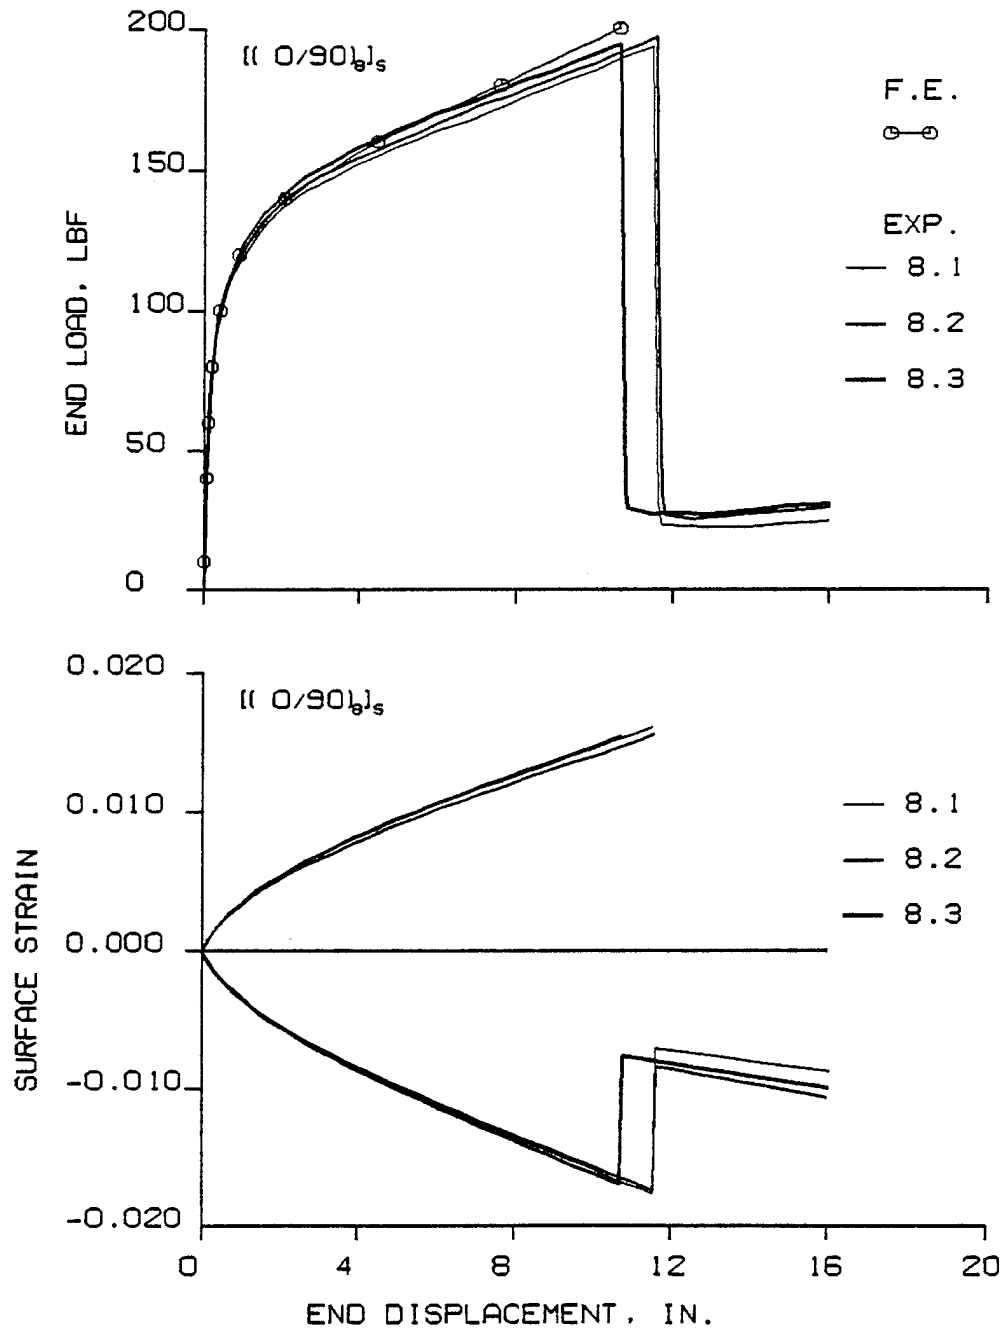 200
[( 0/90]8]s
F.E.
150
EXP.
8.1
8.2
8.3
END LOAD, LBF
100
50
0
0.020
[( 0/90]8]s
0.010
8.1
8.2
8.3
0.000
SURFACE STRAIN
-0.010
-0.020
0 4 8 12 16 20
END DISPLACEMENT, IN.